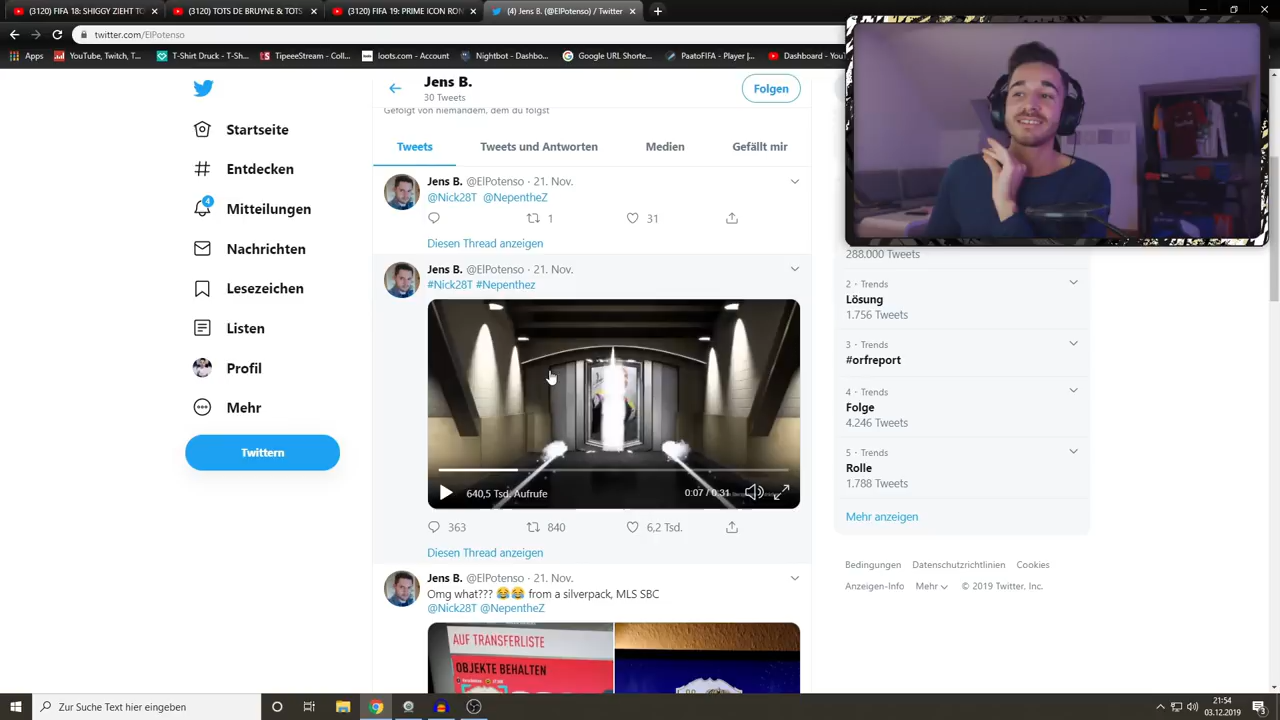 (3120) FIFA 18: SHIGGY ZIEHT TO
(3120) TOTS DE BRUYNE & TOTS
(3120) FIFA 19: PRIME ICON RON
(4) Jens B. (@ElPotenso) / Twitter
twitter.com/ElPotenso
Apps
YouTube, Twitch, T...
T-Shirt Druck - T-Sh...
TipeeeStream - Coll...
loots.com - Account
Nightbot - Dashbo...
Google URL Shorte...
PaatoFIFA - Player |...
Dashboard - You
Startseite
Entdecken
4
Mitteilungen
Nachrichten
Lesezeichen
Listen
Profil
Mehr
Twittern
Jens B.
30 Tweets
Folgen
Gefolgt von niemandem, dem du folgst
Tweets
Tweets und Antworten
Medien
Gefällt mir
Jens B. @ElPotenso · 21. Nov.
@Nick28T @NepentheZ
1
31
Diesen Thread anzeigen
Jens B. @ElPotenso · 21. Nov.
#Nick28T #Nepenthez
640,5 Tsd. Aufrufe
0:07 / 0:31
363
840
6,2 Tsd.
Diesen Thread anzeigen
Jens B. @ElPotenso · 21. Nov.
Omg what??? 😂😂 from a silverpack, MLS SBC
@Nick28T @NepentheZ
AUF TRANSFERLISTE
OBJEKTE BEHALTEN
288.000 Tweets
2 · Trends
Lösung
1.756 Tweets
3 · Trends
#orfreport
4 · Trends
Folge
4.246 Tweets
5 · Trends
Rolle
1.788 Tweets
Mehr anzeigen
Bedingungen Datenschutzrichtlinien Cookies
Anzeigen-Info Mehr © 2019 Twitter, Inc.
Zur Suche Text hier eingeben
21:54
03.12.2019